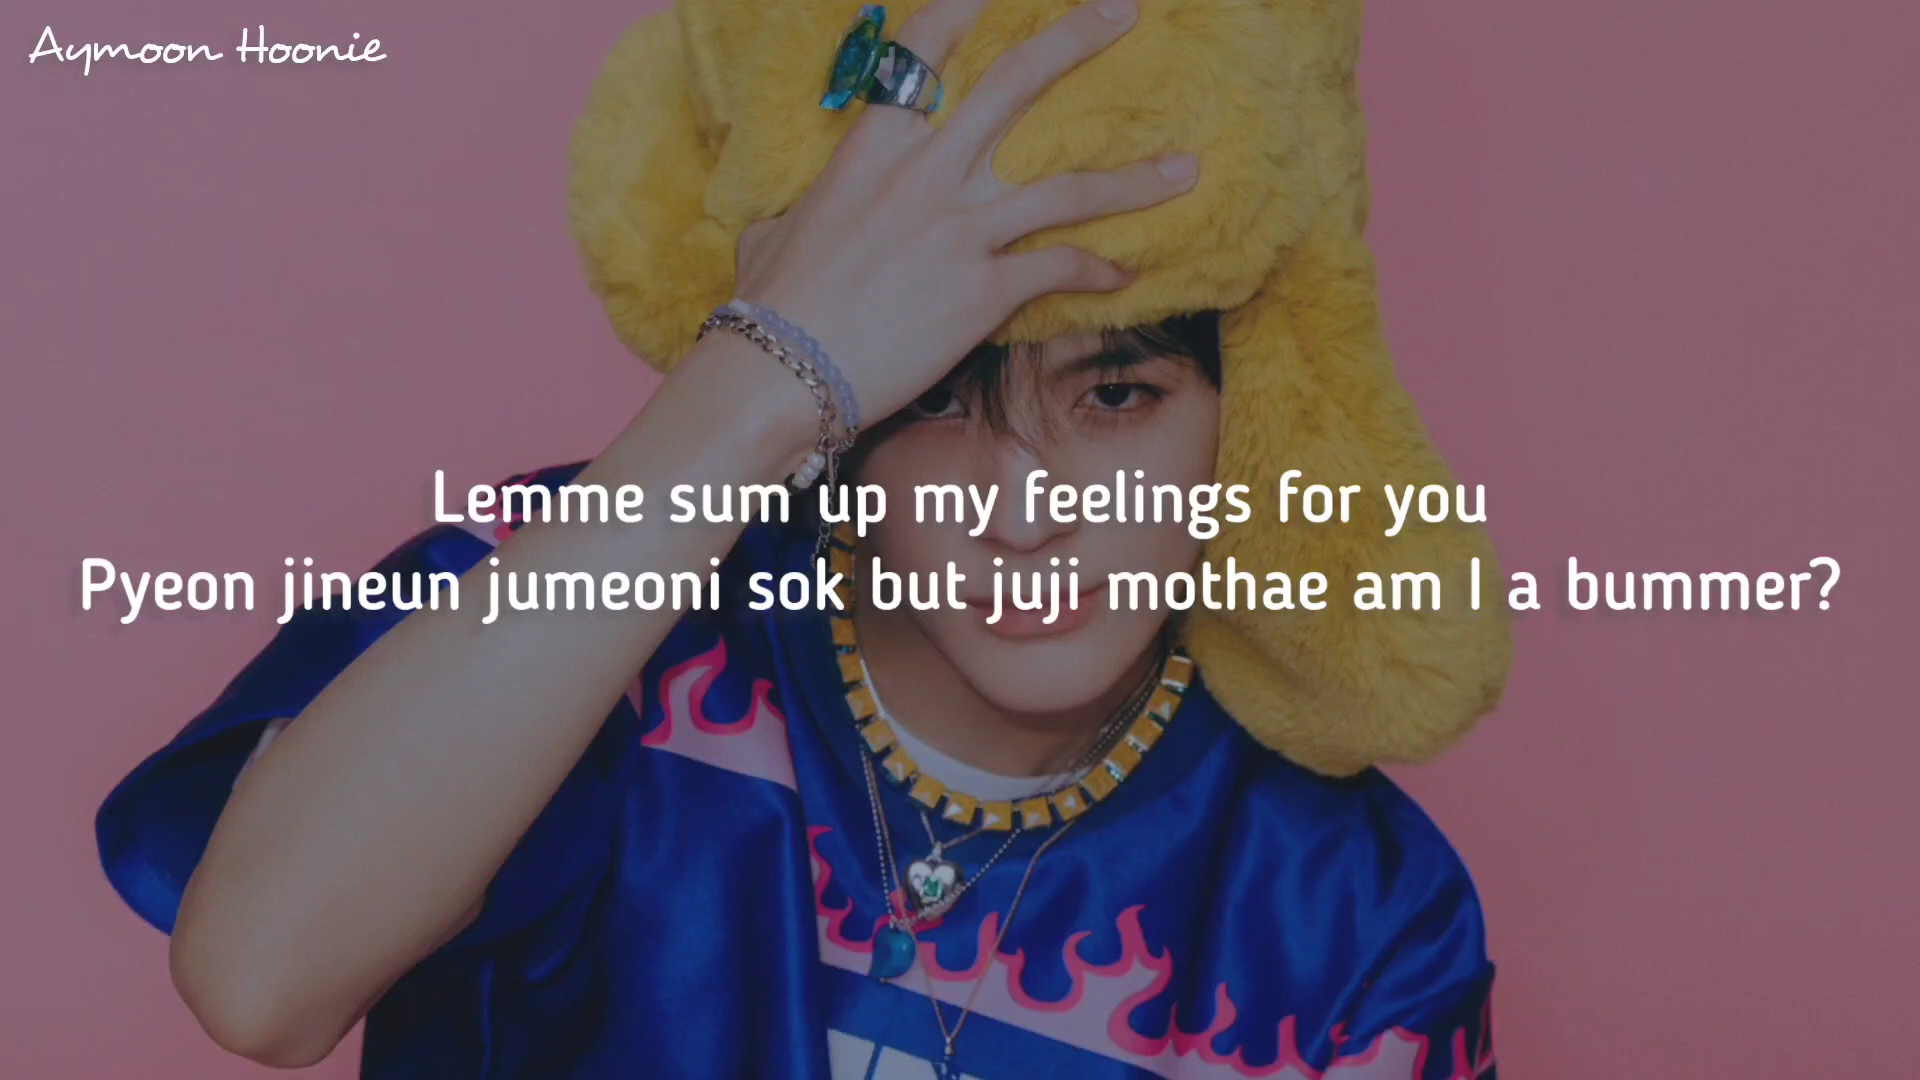 Aymoon Hoonie
Lemme sum up my feelings for you
Pyeon jineun jumeoni sok but juji mothae am I a bummer?